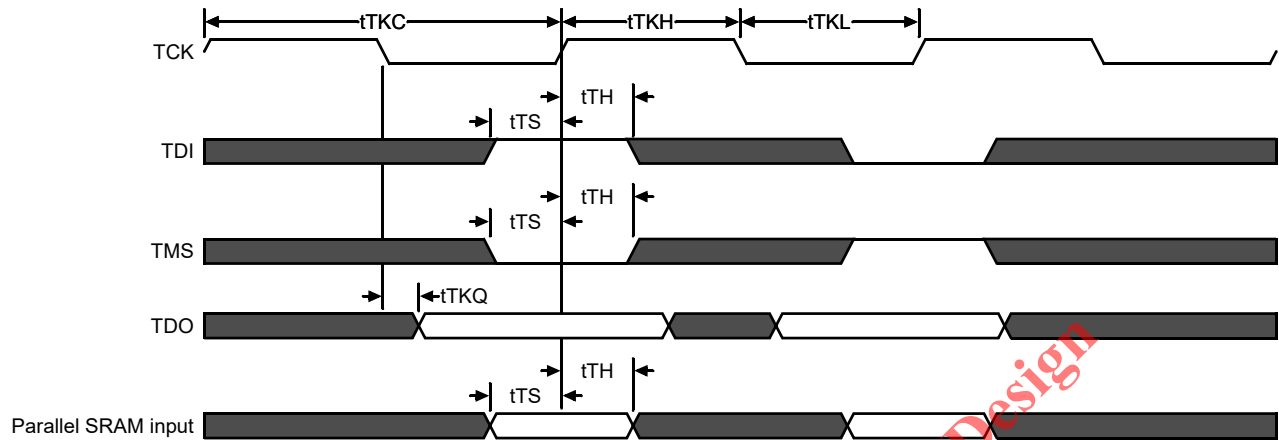 tTKC
tTKH
tTKL
TCK
tTH
tTS
TDI
tTH
tTS
TMS
tTKQ
TDO
tTH
tTS
Parallel SRAM input
Design